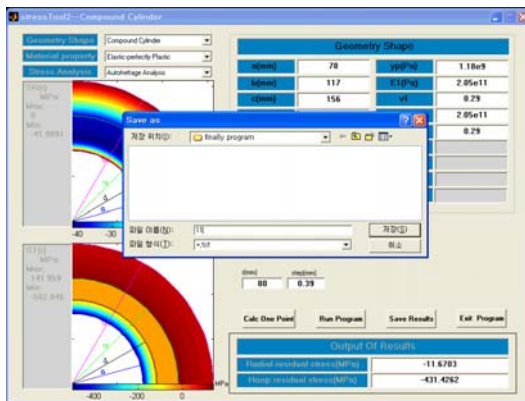 stressTool2--Compound Cylinder
Geometry Shape
Compound Cylinder
Material property
Elastic-perfectly Plastic
Stress Analysis
Autofrettage Analysis
Geometry Shape
a(mm) 78 yp(Pa) 1.18e9
b(mm) 117 E1(Pa) 2.05e11
c(mm) 156 v1 0.29
2.05e11
0.29
MPa
Max:
0
Min:
Save as
저장 위치(I):
finally program
파일 이름(N):
11
저장(S)
파일 형식(T):
*.txt
취소
-40 -30
MPa
Max:
141.959
Min:
-502.846
-400 -200 0
MPa
d(mm) step(mm)
88 0.39
Calc One Point
Run Program
Save Results
Exit Program
Output Of Results
Radial residual stress(MPa) -11.6703
Hoop residual stress(MPa) -431.4262